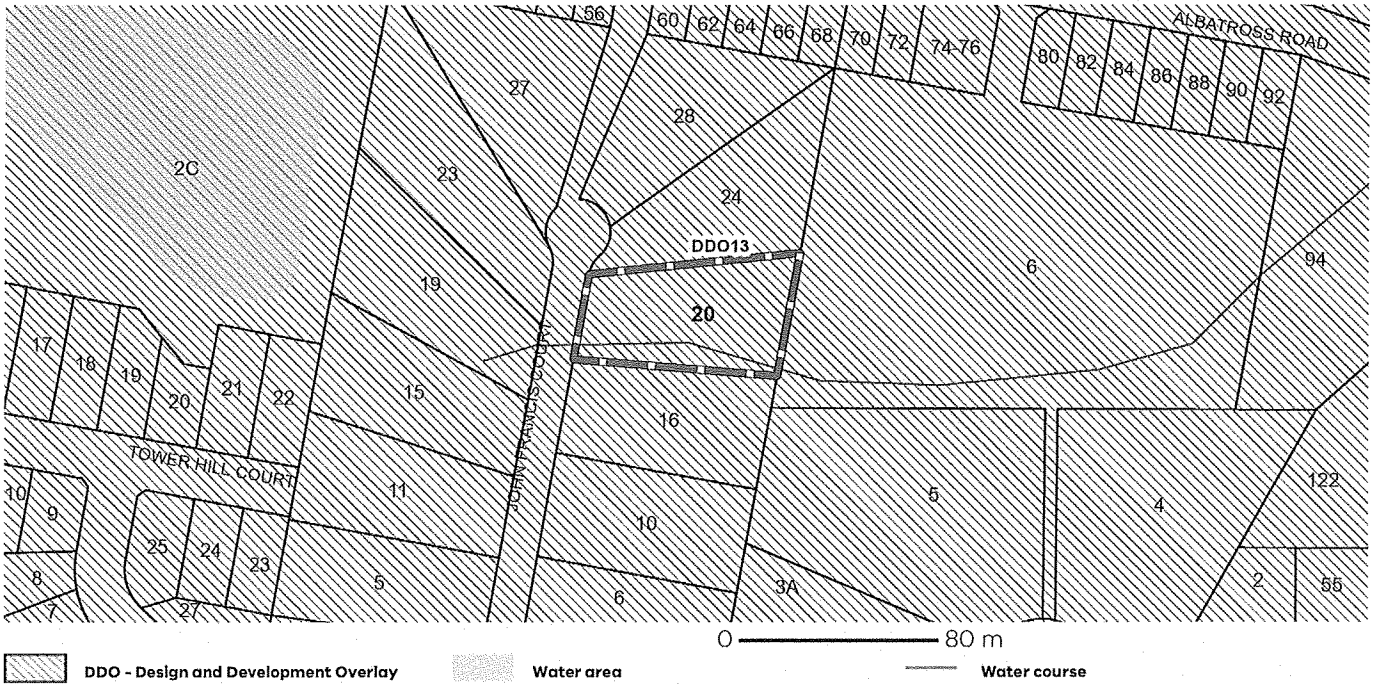 56 60 62 64 66 68 70 72 74-76 80 82 84 86 88 90 92
ALBATROSS ROAD
27 28
2C 23 24
DDO13
94
19 20 6
17 18 19 20 21 22
15 16
TOWER HILL COURT
JOHN FRANCIS COURT
10 9 11 10 5 4 122
25 24 23
8 7 27 5 6 3A 2 55
0 80 m
DDO - Design and Development Overlay Water area Water course